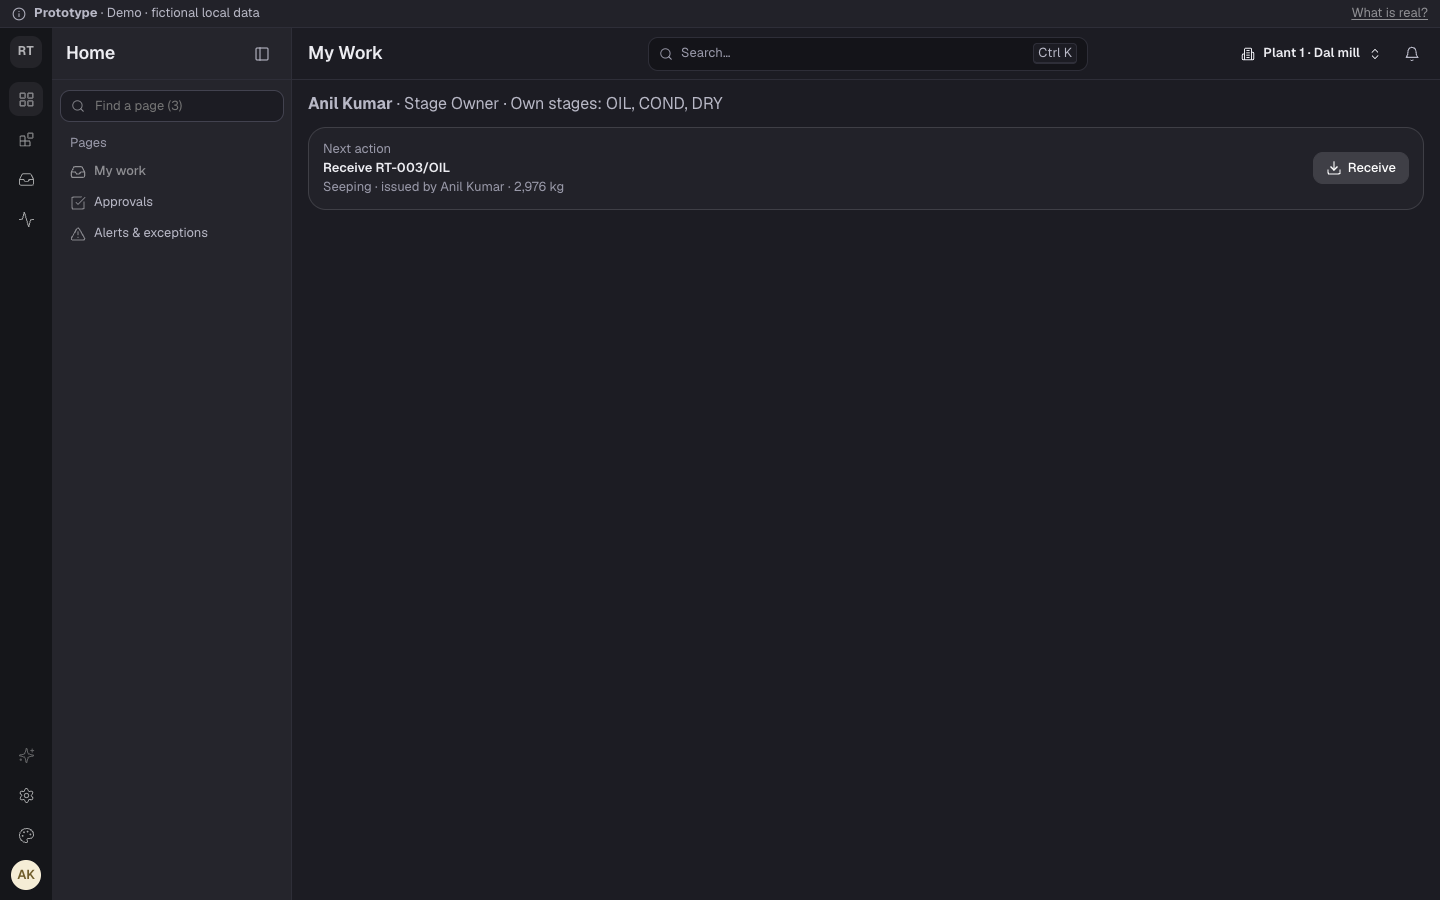 Prototype · Demo · fictional local data
What is real?
RT
Home
My Work
Search...
Ctrl K
Plant 1 · Dal mill
Find a page (3)
Pages
My work
Approvals
Alerts & exceptions
Anil Kumar · Stage Owner · Own stages: OIL, COND, DRY
Next action
Receive RT-003/OIL
Seeping · issued by Anil Kumar · 2,976 kg
Receive
AK